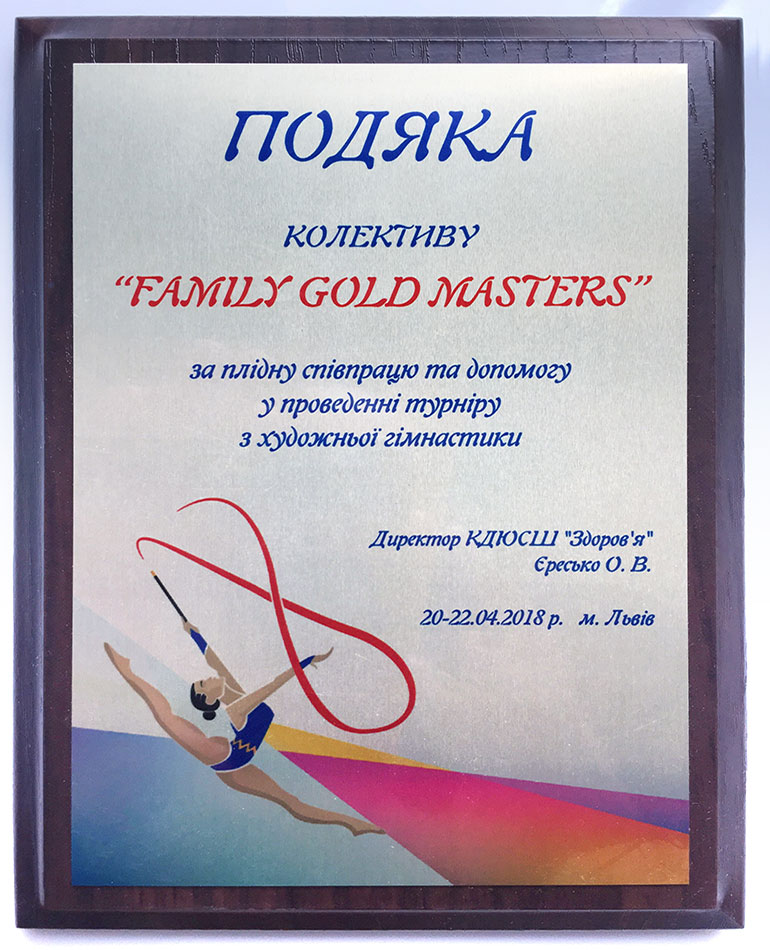 ПОДЯКА
КОЛЕКТИВУ
“FAMILY GOLD MASTERS”
за плідну співпрацю та допомогу
у проведенні турніру
з художньої гімнастики
Директор КДЮСШ "Здоров'я"
Єресько О. В.
20-22.04.2018 р. м. Львів